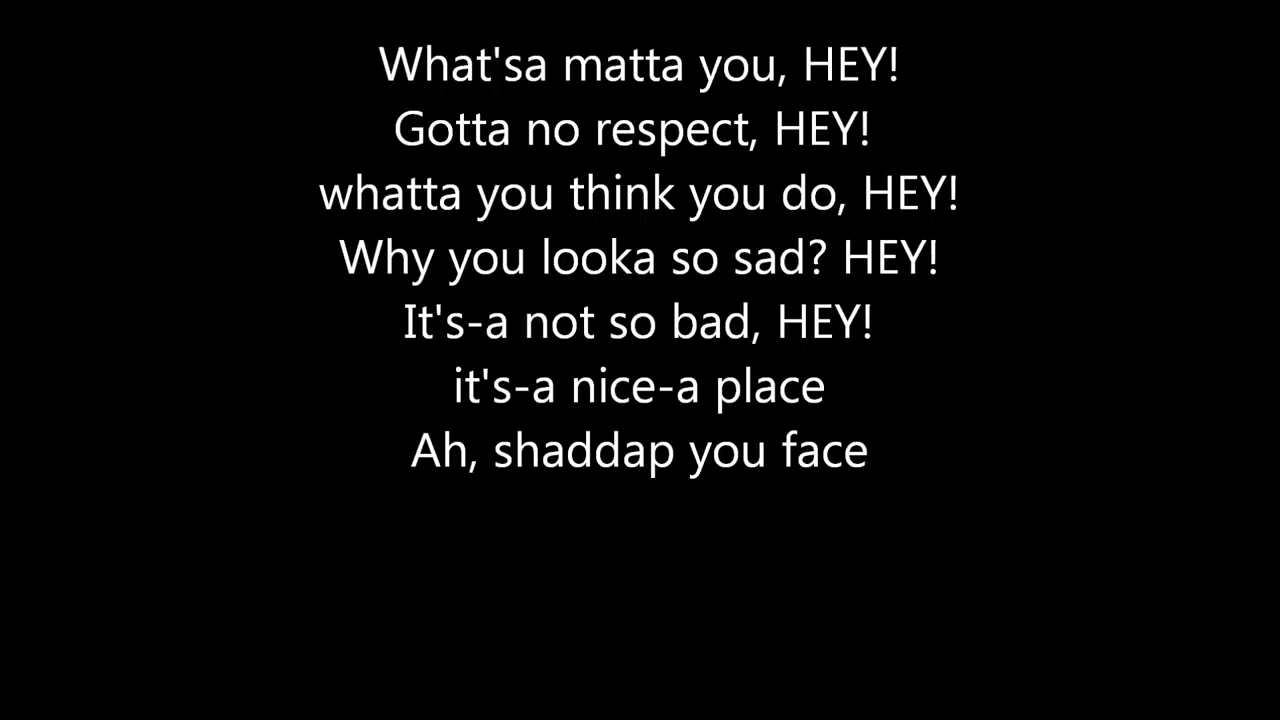 What'sa matta you, HEY!
Gotta no respect, HEY!
whatta you think you do, HEY!
Why you looka so sad? HEY!
It's-a not so bad, HEY!
it's-a nice-a place
Ah, shaddap you face